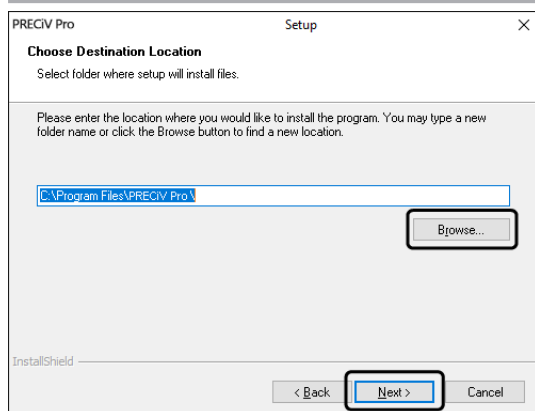 PRECiV Pro Setup
Choose Destination Location
Select folder where setup will install files.
Please enter the location where you would like to install the program. You may type a new
folder name or click the Browse button to find a new location.
C:\Program Files\PRECiV Pro \
Browse...
InstallShield
< Back Next > Cancel